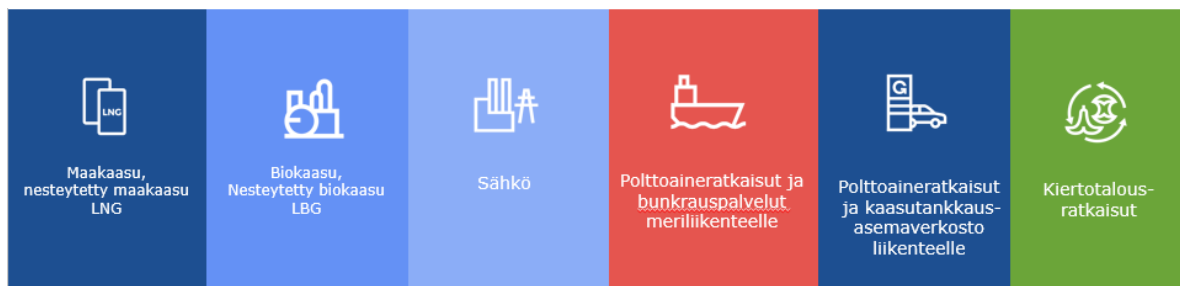 LNG
Maakaasu,
nesteytetty maakaasu
LNG
Biokaasu,
Nesteytetty biokaasu
LBG
Sähkö
Polttoaineratkaisut ja
bunkrauspalvelut
meriliikenteelle
G
Polttoaineratkaisut
ja kaasutankkaus-
asemaverkosto
liikenteelle
Kiertotalous-
ratkaisut